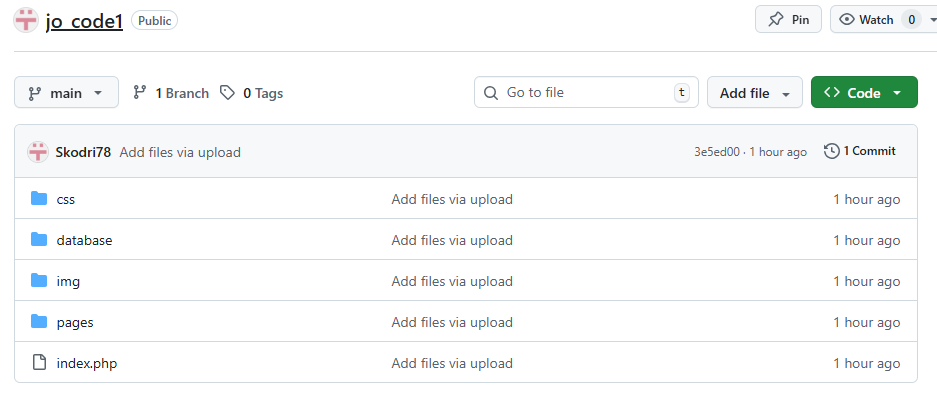 jo_code1 Public Pin Watch 0
main 1 Branch 0 Tags Go to file t Add file Code
Skodri78 Add files via upload 3e5ed00 · 1 hour ago 1 Commit
css Add files via upload 1 hour ago
database Add files via upload 1 hour ago
img Add files via upload 1 hour ago
pages Add files via upload 1 hour ago
index.php Add files via upload 1 hour ago